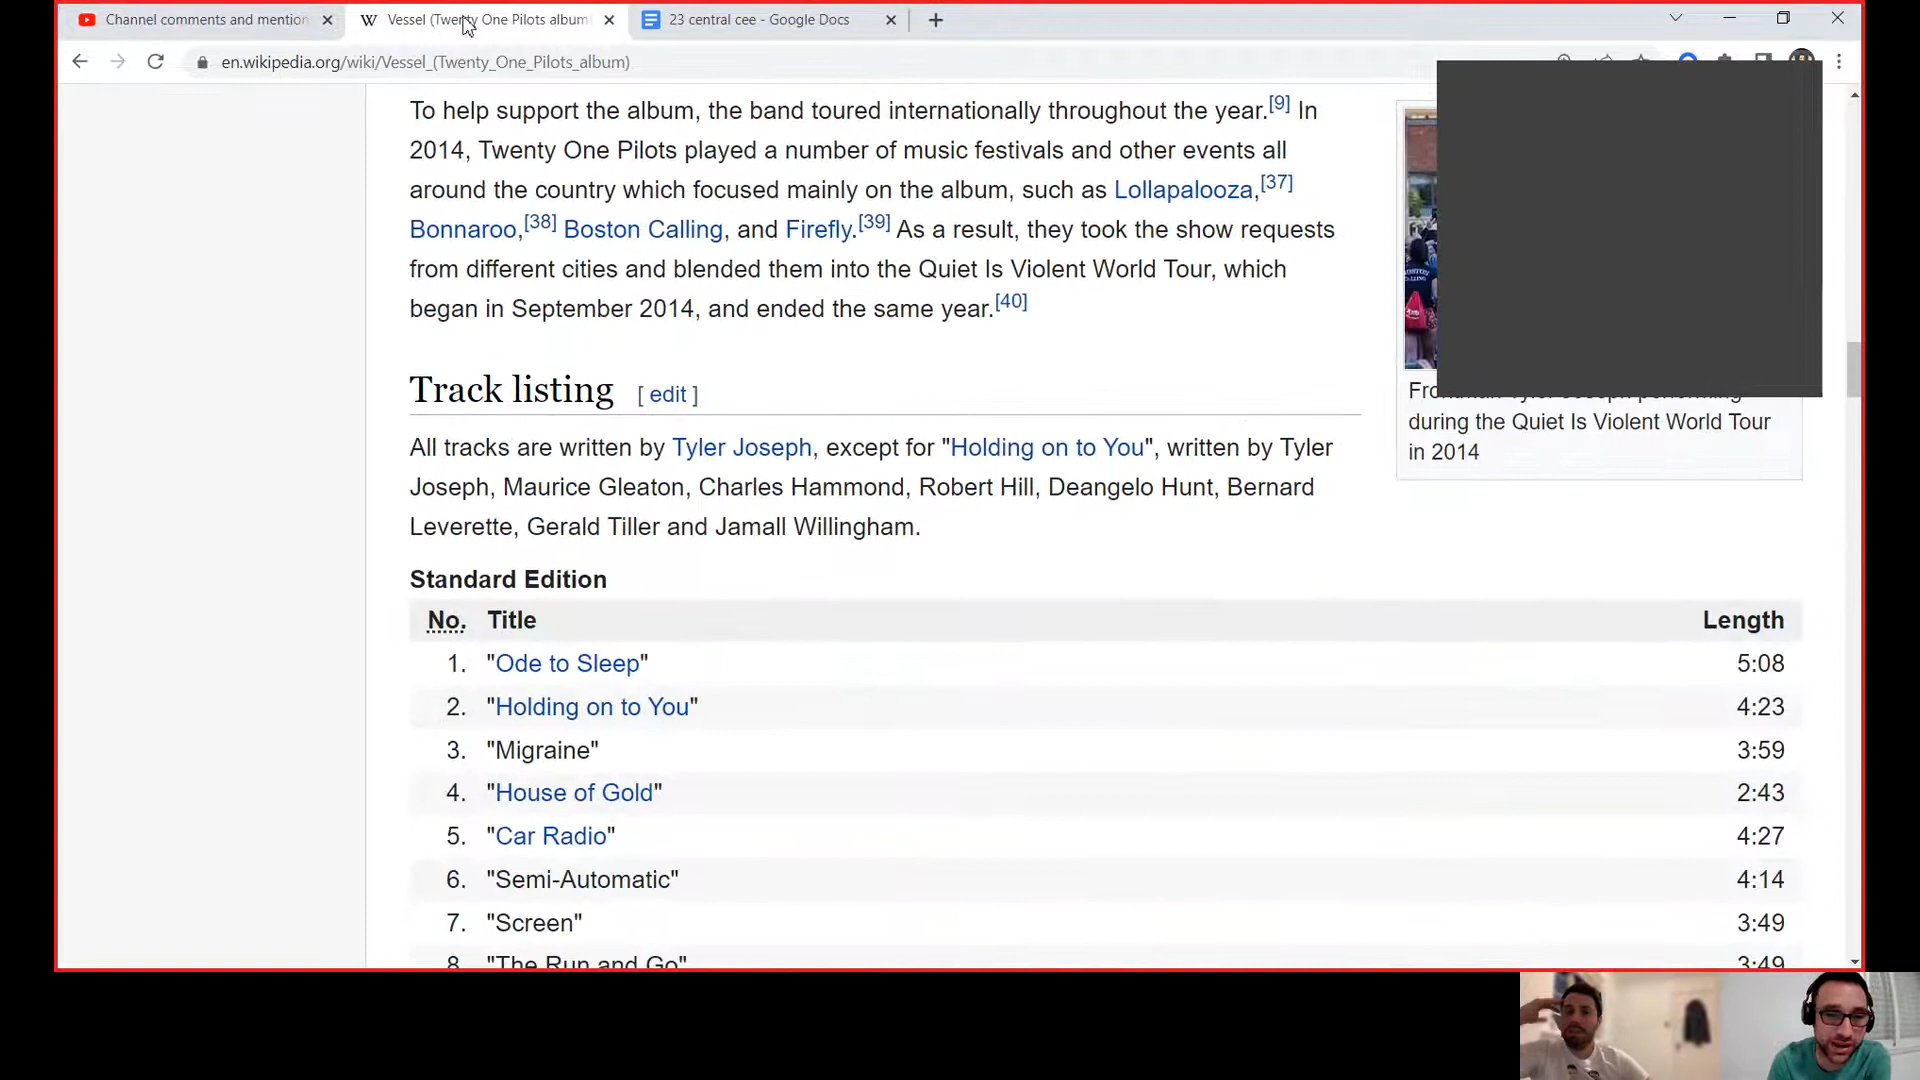 Channel comments and mention
Vessel (Twenty One Pilots album
23 central cee - Google Docs
en.wikipedia.org/wiki/Vessel_(Twenty_One_Pilots_album)
To help support the album, the band toured internationally throughout the year.[9] In
2014, Twenty One Pilots played a number of music festivals and other events all
around the country which focused mainly on the album, such as Lollapalooza,[37]
Bonnaroo,[38] Boston Calling, and Firefly.[39] As a result, they took the show requests
from different cities and blended them into the Quiet Is Violent World Tour, which
began in September 2014, and ended the same year.[40]
during the Quiet Is Violent World Tour
in 2014
Track listing [ edit ]
All tracks are written by Tyler Joseph, except for "Holding on to You", written by Tyler
Joseph, Maurice Gleaton, Charles Hammond, Robert Hill, Deangelo Hunt, Bernard
Leverette, Gerald Tiller and Jamall Willingham.
Standard Edition
No. Title Length
1. "Ode to Sleep" 5:08
2. "Holding on to You" 4:23
3. "Migraine" 3:59
4. "House of Gold" 2:43
5. "Car Radio" 4:27
6. "Semi-Automatic" 4:14
7. "Screen" 3:49
8. "The Run and Go" 3:49